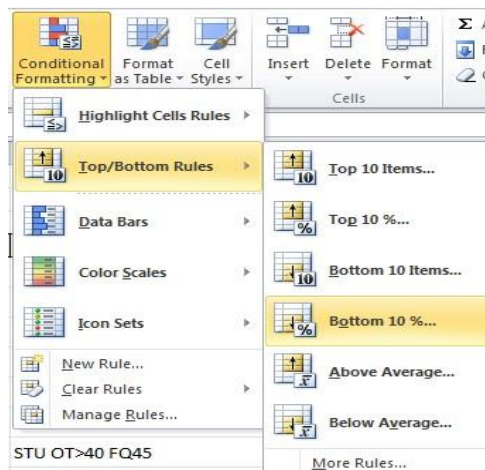 Conditional Formatting
Format as Table
Cell Styles
Insert
Delete
Format
Σ
Cells
Highlight Cells Rules
Top/Bottom Rules
Data Bars
Color Scales
Icon Sets
New Rule...
Clear Rules
Manage Rules...
Top 10 Items...
Top 10 %...
Bottom 10 Items...
Bottom 10 %...
Above Average...
Below Average...
More Rules...
STU OT>40 FQ45